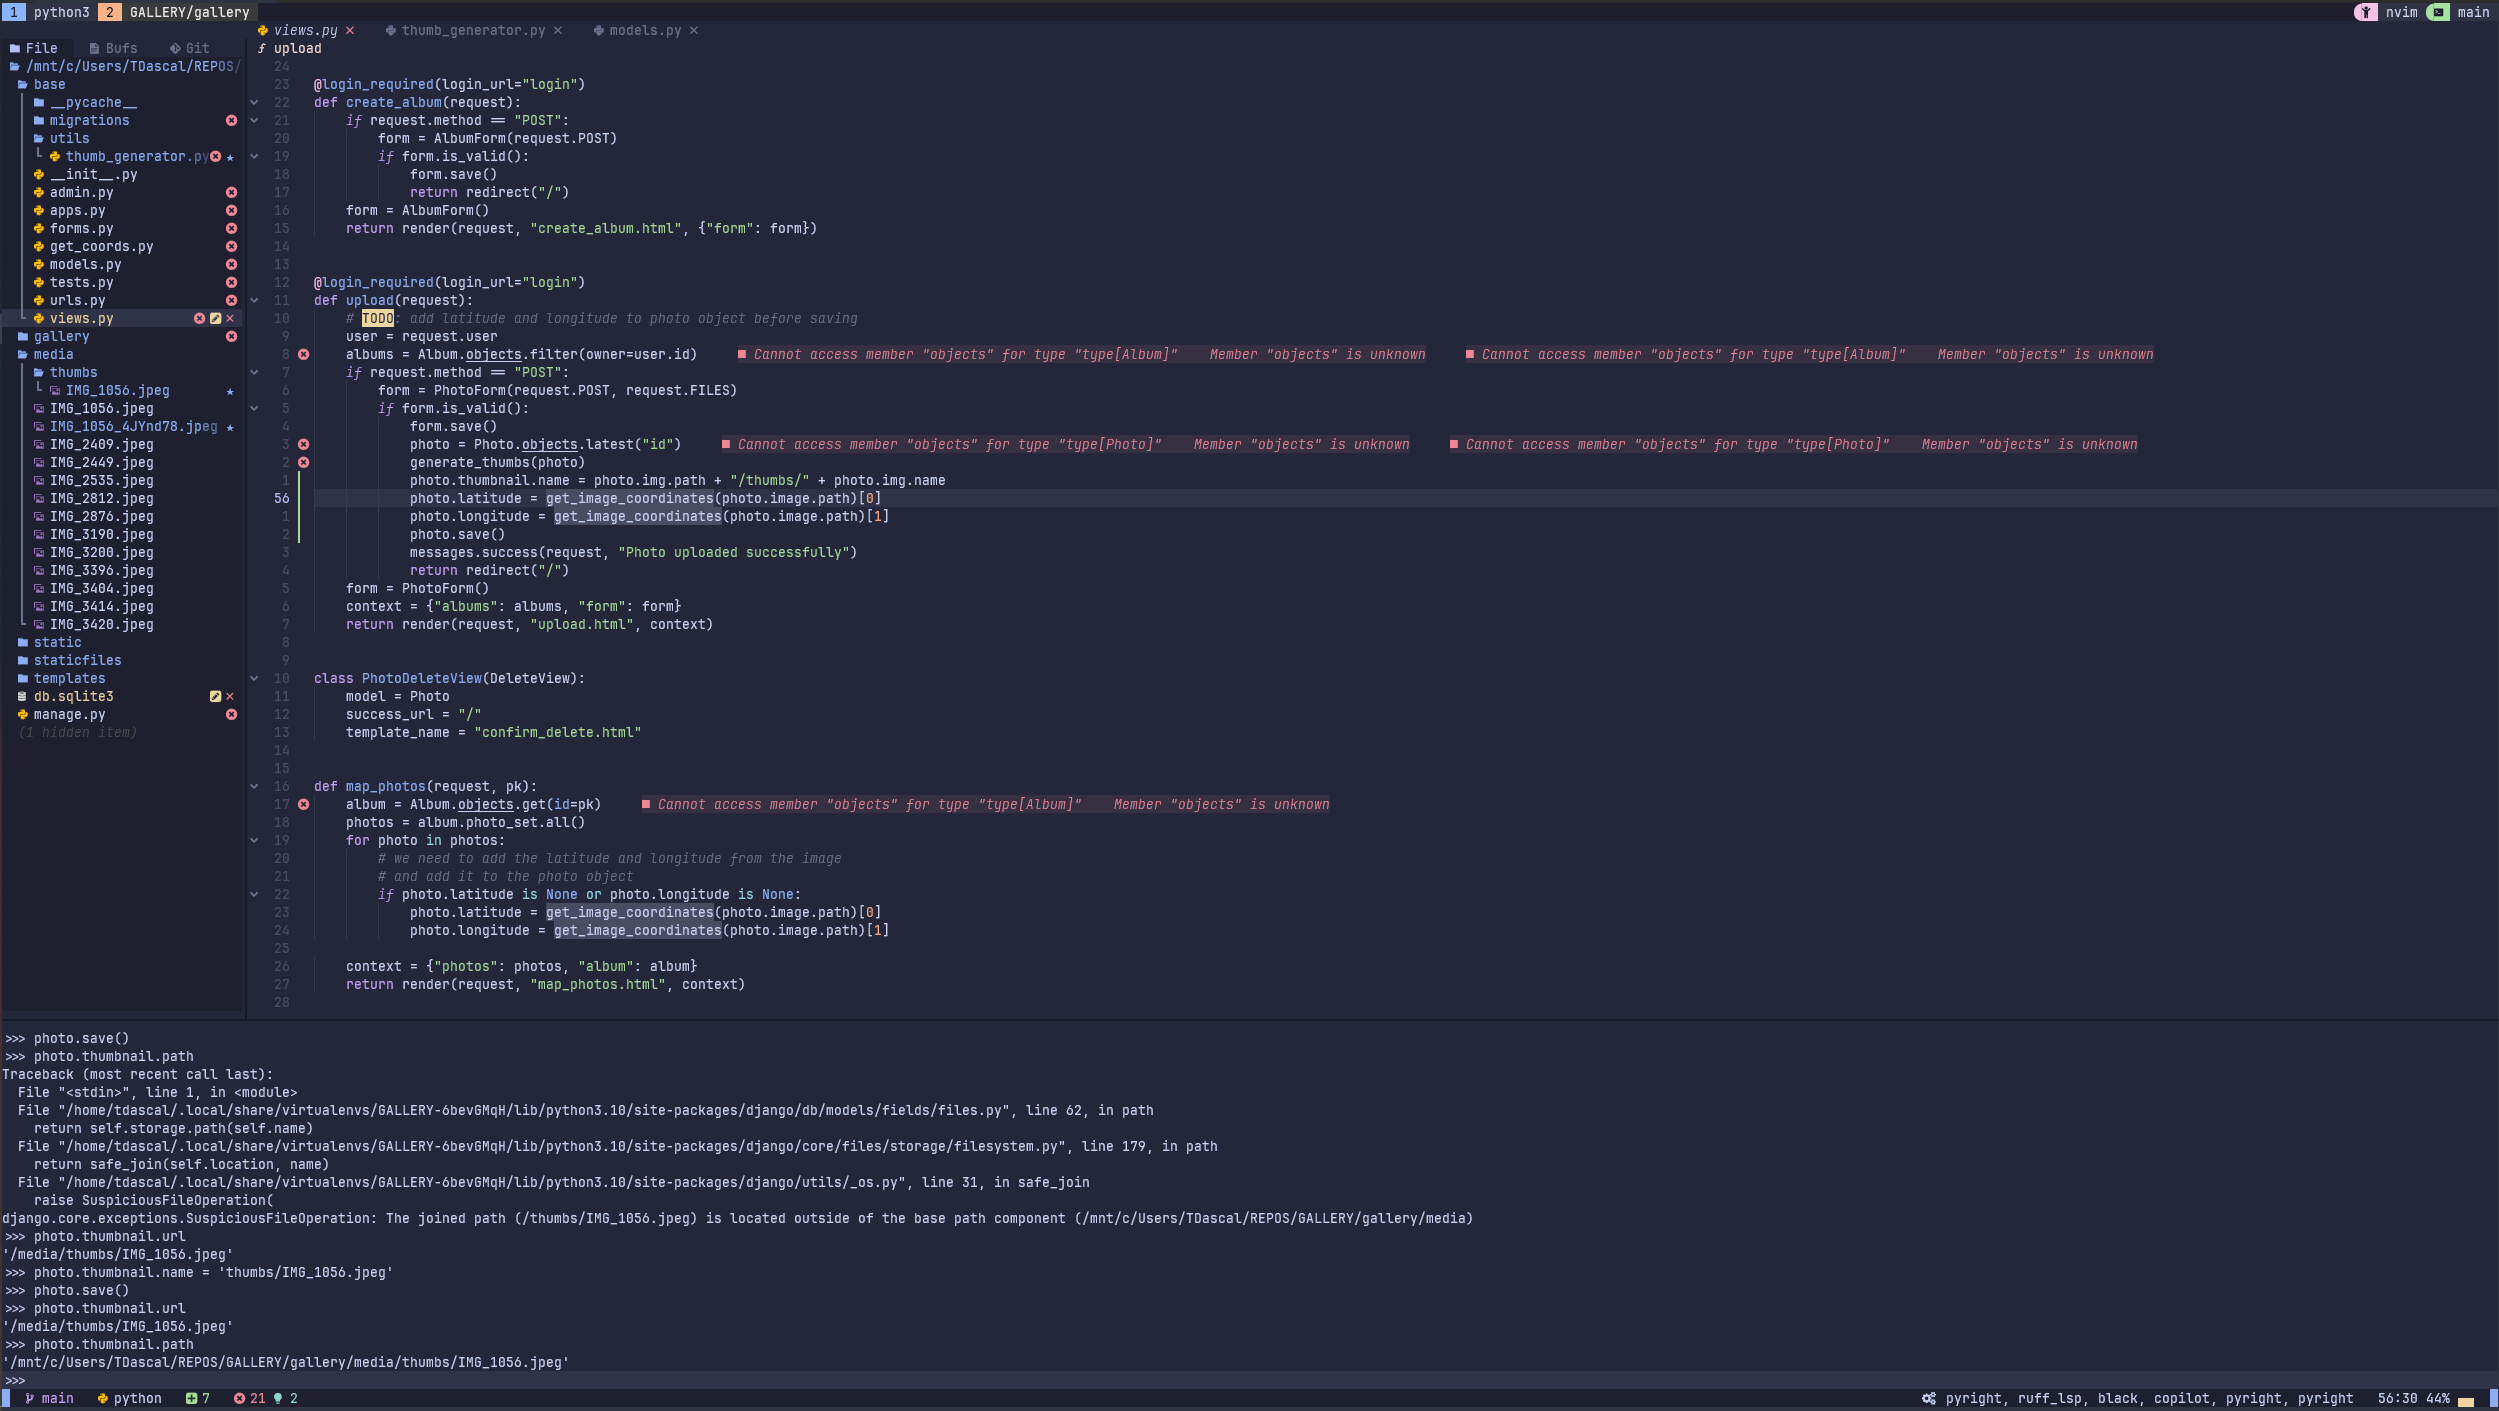 1 python3 2 GALLERY/gallery nvim main
views.py thumb_generator.py models.py
File Bufs Git
/mnt/c/Users/TDascal/REPOS/
base
__pycache__
migrations
utils
thumb_generator.py
__init__.py
admin.py
apps.py
forms.py
get_coords.py
models.py
tests.py
urls.py
views.py
gallery
media
thumbs
IMG_1056.jpeg
IMG_1056.jpeg
IMG_1056_4JYnd78.jpeg
IMG_2409.jpeg
IMG_2449.jpeg
IMG_2535.jpeg
IMG_2812.jpeg
IMG_2876.jpeg
IMG_3190.jpeg
IMG_3200.jpeg
IMG_3396.jpeg
IMG_3404.jpeg
IMG_3414.jpeg
IMG_3420.jpeg
static
staticfiles
templates
db.sqlite3
manage.py
(1 hidden item)
f upload
24
23 @login_required(login_url="login")
22 def create_album(request):
21 if request.method == "POST":
20 form = AlbumForm(request.POST)
19 if form.is_valid():
18 form.save()
17 return redirect("/")
16 form = AlbumForm()
15 return render(request, "create_album.html", {"form": form})
14
13
12 @login_required(login_url="login")
11 def upload(request):
10 # TODO: add latitude and longitude to photo object before saving
9 user = request.user
8 albums = Album.objects.filter(owner=user.id) ■ Cannot access member "objects" for type "type[Album]" Member "objects" is unknown ■ Cannot access member "objects" for type "type[Album]" Member "objects" is unknown
7 if request.method == "POST":
6 form = PhotoForm(request.POST, request.FILES)
5 if form.is_valid():
4 form.save()
3 photo = Photo.objects.latest("id") ■ Cannot access member "objects" for type "type[Photo]" Member "objects" is unknown ■ Cannot access member "objects" for type "type[Photo]" Member "objects" is unknown
2 generate_thumbs(photo)
1 photo.thumbnail.name = photo.img.path + "/thumbs/" + photo.img.name
56 photo.latitude = get_image_coordinates(photo.image.path)[0]
1 photo.longitude = get_image_coordinates(photo.image.path)[1]
2 photo.save()
3 messages.success(request, "Photo uploaded successfully")
4 return redirect("/")
5 form = PhotoForm()
6 context = {"albums": albums, "form": form}
7 return render(request, "upload.html", context)
8
9
10 class PhotoDeleteView(DeleteView):
11 model = Photo
12 success_url = "/"
13 template_name = "confirm_delete.html"
14
15
16 def map_photos(request, pk):
17 album = Album.objects.get(id=pk) ■ Cannot access member "objects" for type "type[Album]" Member "objects" is unknown
18 photos = album.photo_set.all()
19 for photo in photos:
20 # we need to add the latitude and longitude from the image
21 # and add it to the photo object
22 if photo.latitude is None or photo.longitude is None:
23 photo.latitude = get_image_coordinates(photo.image.path)[0]
24 photo.longitude = get_image_coordinates(photo.image.path)[1]
25
26 context = {"photos": photos, "album": album}
27 return render(request, "map_photos.html", context)
28
>>> photo.save()
>>> photo.thumbnail.path
Traceback (most recent call last):
File "<stdin>", line 1, in <module>
File "/home/tdascal/.local/share/virtualenvs/GALLERY-6bevGMqH/lib/python3.10/site-packages/django/db/models/fields/files.py", line 62, in path
return self.storage.path(self.name)
File "/home/tdascal/.local/share/virtualenvs/GALLERY-6bevGMqH/lib/python3.10/site-packages/django/core/files/storage/filesystem.py", line 179, in path
return safe_join(self.location, name)
File "/home/tdascal/.local/share/virtualenvs/GALLERY-6bevGMqH/lib/python3.10/site-packages/django/utils/_os.py", line 31, in safe_join
raise SuspiciousFileOperation(
django.core.exceptions.SuspiciousFileOperation: The joined path (/thumbs/IMG_1056.jpeg) is located outside of the base path component (/mnt/c/Users/TDascal/REPOS/GALLERY/gallery/media)
>>> photo.thumbnail.url
'/media/thumbs/IMG_1056.jpeg'
>>> photo.thumbnail.name = 'thumbs/IMG_1056.jpeg'
>>> photo.save()
>>> photo.thumbnail.url
'/media/thumbs/IMG_1056.jpeg'
>>> photo.thumbnail.path
'/mnt/c/Users/TDascal/REPOS/GALLERY/gallery/media/thumbs/IMG_1056.jpeg'
>>>
main python 7 21 2 pyright, ruff_lsp, black, copilot, pyright, pyright 56:30 44%